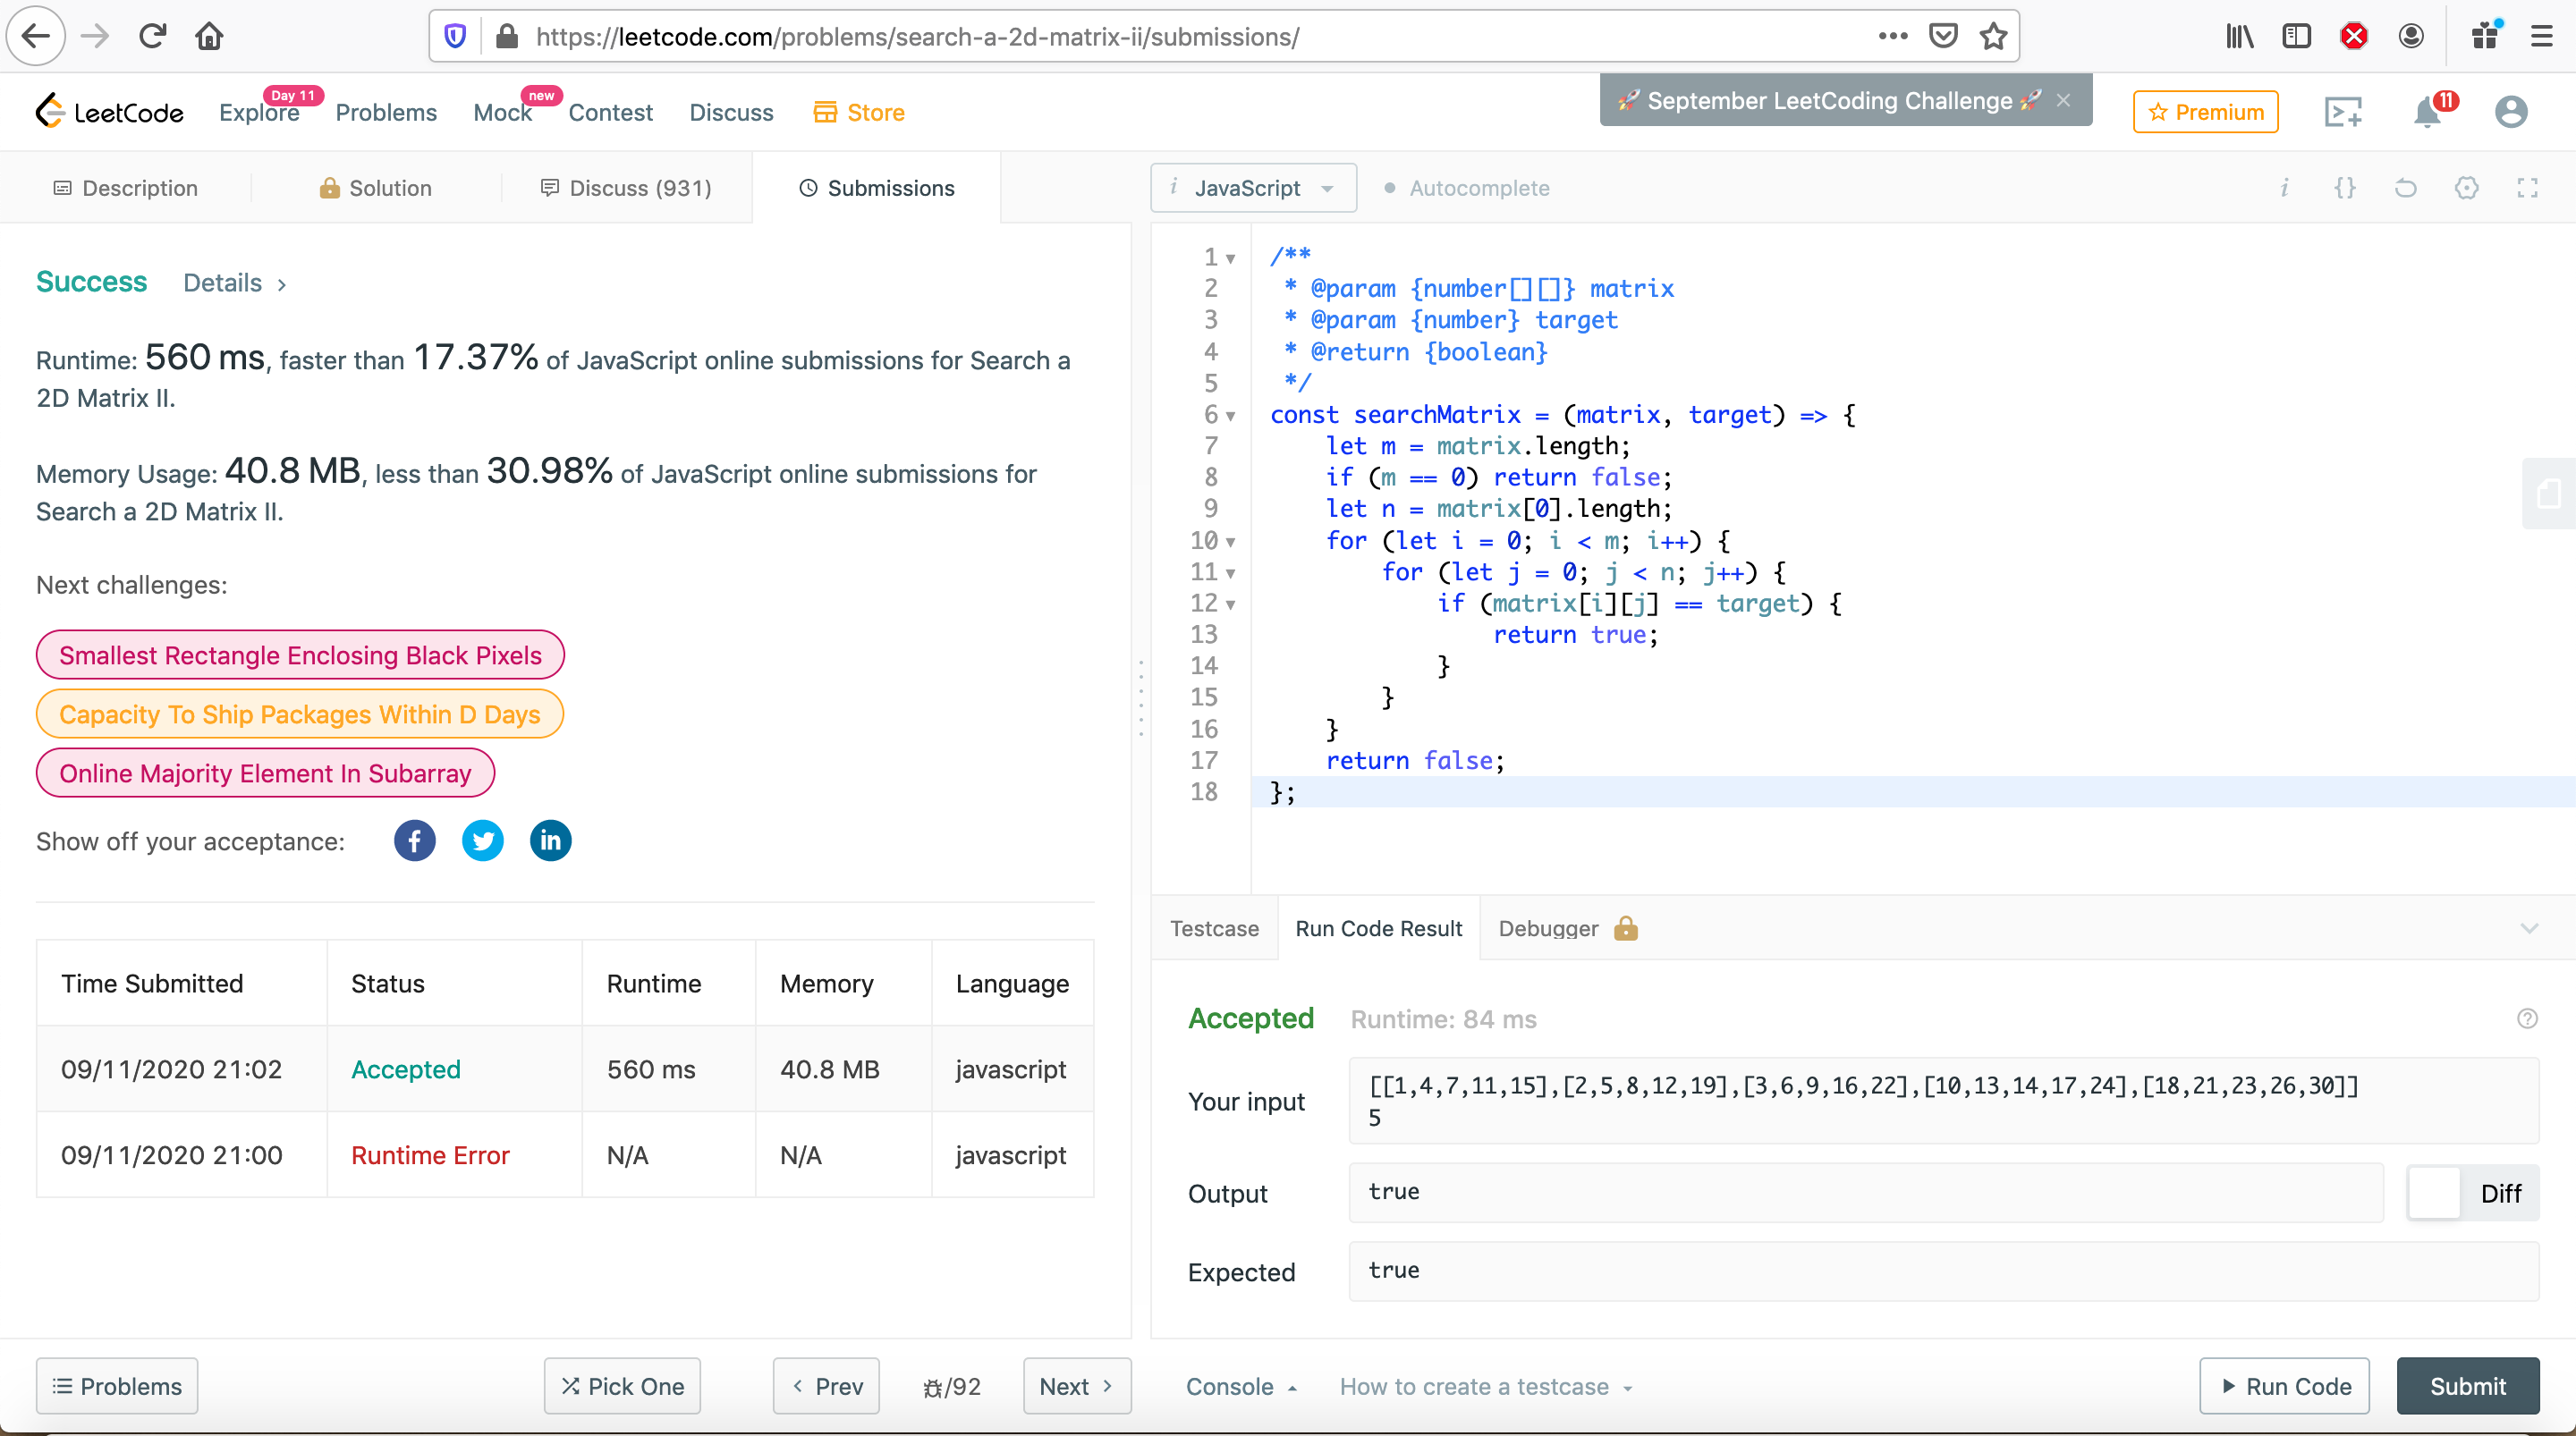 https://leetcode.com/problems/search-a-2d-matrix-ii/submissions/
LeetCode
Explore
Day 11
Problems
Mock
new
Contest
Discuss
Store
🚀 September LeetCoding Challenge 🚀 ×
Premium
11
Description
Solution
Discuss (931)
Submissions
i JavaScript
Autocomplete
i {}
Success Details >
Runtime: 560 ms, faster than 17.37% of JavaScript online submissions for Search a
2D Matrix II.
Memory Usage: 40.8 MB, less than 30.98% of JavaScript online submissions for
Search a 2D Matrix II.
Next challenges:
Smallest Rectangle Enclosing Black Pixels
Capacity To Ship Packages Within D Days
Online Majority Element In Subarray
Show off your acceptance:
Time Submitted Status Runtime Memory Language
09/11/2020 21:02 Accepted 560 ms 40.8 MB javascript
09/11/2020 21:00 Runtime Error N/A N/A javascript
1 /**
2 * @param {number[][]} matrix
3 * @param {number} target
4 * @return {boolean}
5 */
6 const searchMatrix = (matrix, target) => {
7 let m = matrix.length;
8 if (m == 0) return false;
9 let n = matrix[0].length;
10 for (let i = 0; i < m; i++) {
11 for (let j = 0; j < n; j++) {
12 if (matrix[i][j] == target) {
13 return true;
14 }
15 }
16 }
17 return false;
18 };
Testcase Run Code Result Debugger
Accepted Runtime: 84 ms
Your input
[[1,4,7,11,15],[2,5,8,12,19],[3,6,9,16,22],[10,13,14,17,24],[18,21,23,26,30]]
5
Output true Diff
Expected true
Problems
Pick One
< Prev
/92
Next >
Console
How to create a testcase
Run Code
Submit